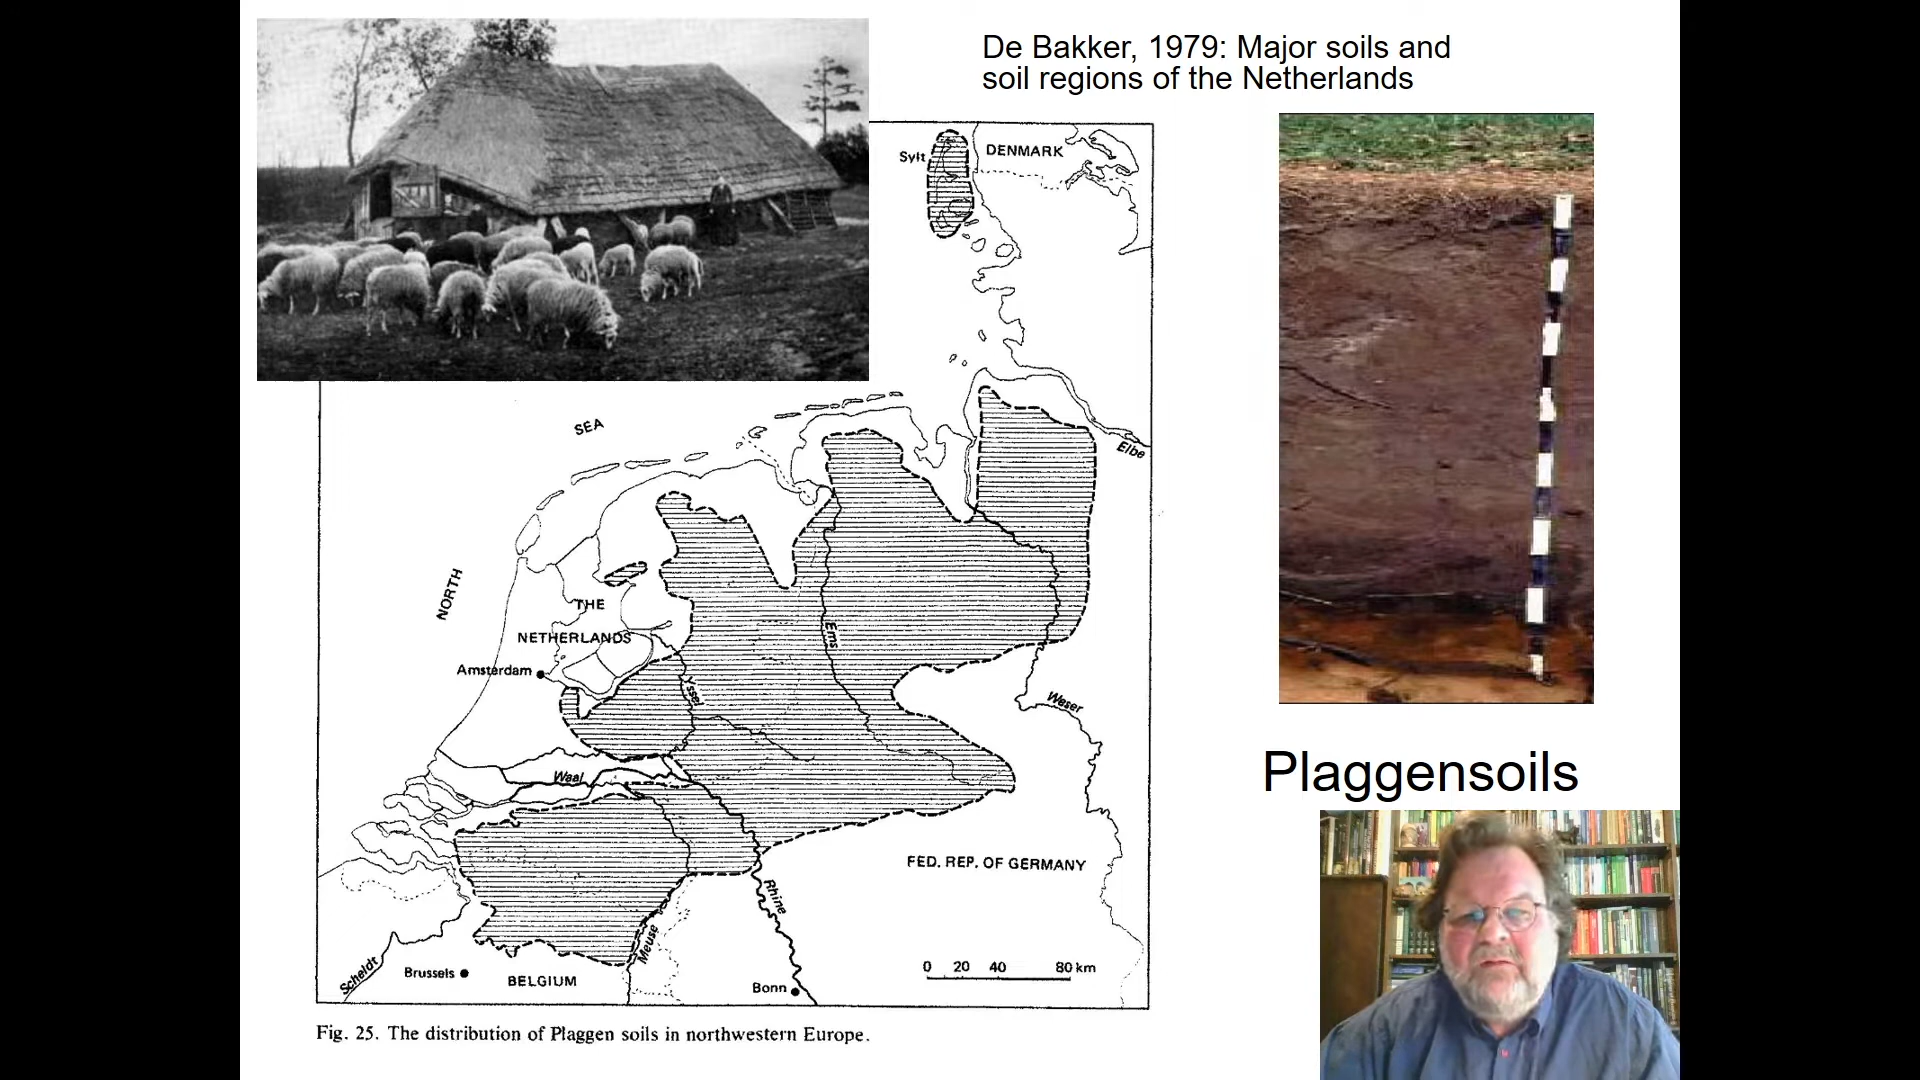 De Bakker, 1979: Major soils and
soil regions of the Netherlands
Sylt
DENMARK
SEA
Elbe
NORTH
THE
NETHERLANDS
Ems
Amsterdam
Yssel
Weser
Waal
FED. REP. OF GERMANY
Rhine
Meuse
Scheldt
Brussels
BELGIUM
Bonn
0 20 40 80 km
Fig. 25. The distribution of Plaggen soils in northwestern Europe.
Plaggensoils